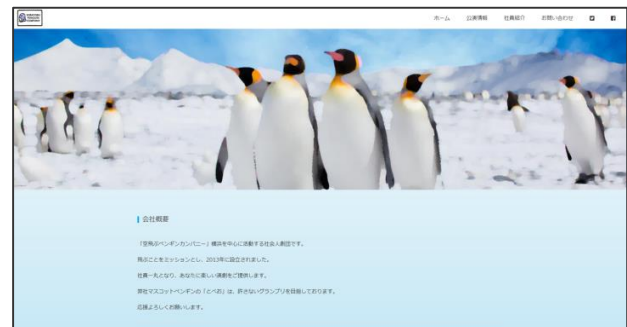 ホーム 公演情報 社員紹介 お問い合わせ
会社概要
「空飛ぶペンギンカンパニー」横浜を中心に活動する社会人劇団です。
飛ぶことをミッションとし、2013年に設立されました。
社員一丸となり、あなたに楽しい演劇をご提供します。
弊社マスコットペンギンの「とべお」は、許さないグランプリを目指しております。
応援よろしくお願いします。